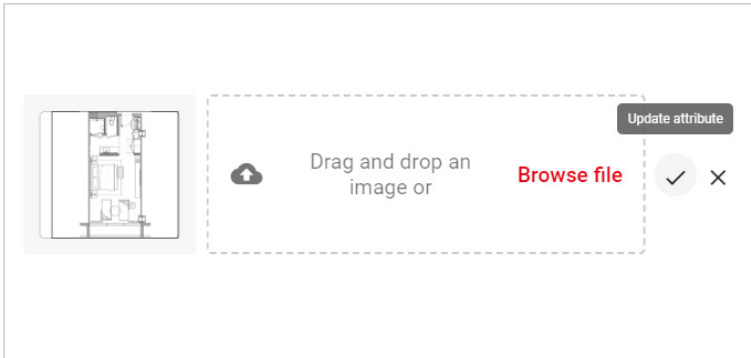 Update attribute
Drag and drop an
image or
Browse file